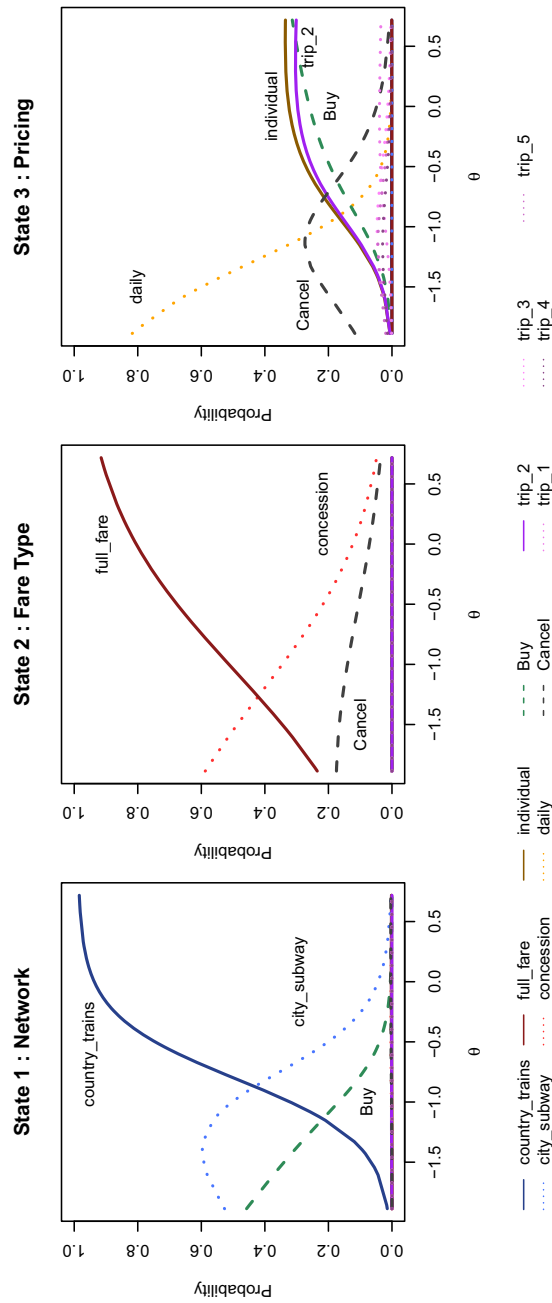 State 1 : Network
Probability
1.0
0.8
0.6
0.4
0.2
0.0
country_trains
city_subway
Buy
−1.5
−1.0
−0.5
0.0
0.5
θ
State 2 : Fare Type
Probability
1.0
0.8
0.6
0.4
0.2
0.0
full_fare
concession
Cancel
−1.5
−1.0
−0.5
0.0
0.5
θ
State 3 : Pricing
Probability
1.0
0.8
0.6
0.4
0.2
0.0
daily
individual
trip_2
Buy
Cancel
−1.5
−1.0
−0.5
0.0
0.5
θ
country_trains
city_subway
full_fare
concession
individual
daily
Buy
Cancel
trip_2
trip_1
trip_3
trip_4
trip_5